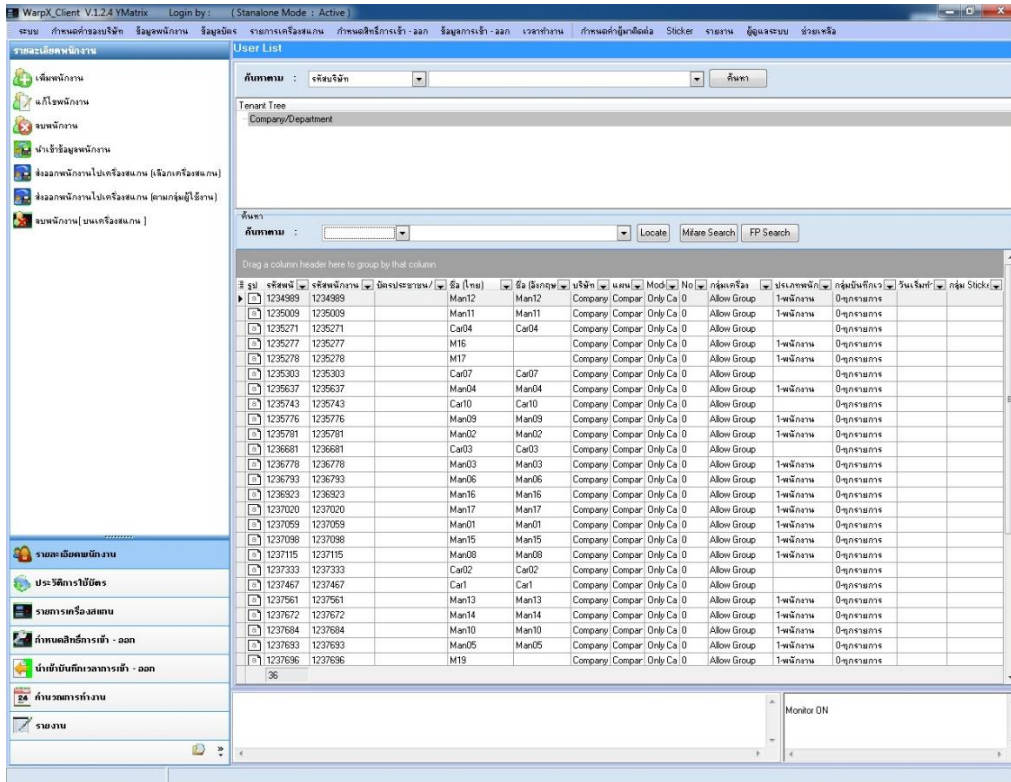 WarpX_Client V.1.2.4 YMatrix Login by : (Stanalone Mode : Active)
ระบบ กำหนดค่าของบริษัท ข้อมูลพนักงาน ข้อมูลบัตร รายการเครื่องสแกน กำหนดสิทธิ์การเข้า - ออก ข้อมูลการเข้า - ออก เวลาทำงาน กำหนดค่าผู้มาติดต่อ Sticker รายงาน ผู้ดูแลระบบ ช่วยเหลือ
รายละเอียดพนักงาน
เพิ่มพนักงาน
แก้ไขพนักงาน
ลบพนักงาน
นำเข้าข้อมูลพนักงาน
ส่งออกพนักงานไปเครื่องสแกน (เลือกเครื่องสแกน)
ส่งออกพนักงานไปเครื่องสแกน (ตามกลุ่มผู้ใช้งาน)
ลบพนักงาน[ บนเครื่องสแกน ]
รายละเอียดพนักงาน
ประวัติการใช้บัตร
รายการเครื่องสแกน
กำหนดสิทธิ์การเข้า - ออก
นำเข้าบันทึกเวลาการเข้า - ออก
24 คำนวณการทำงาน
รายงาน
User List
ค้นหาตาม : รหัสบริษัท ค้นหา
Tenant Tree
Company/Department
ค้นหา
ค้นหาตาม : Locate Mifare Search FP Search
Drag a column header here to group by that column
รูป รหัสพนั รหัสพนักงาน บัตรประชาชน/ ชื่อ (ไทย) ชื่อ (อังกฤษ บริษัท แผน Mod No กลุ่มเครื่อง ประเภทพนัก กลุ่มบันทึกเว วันเริ่มทำ กลุ่ม Sticke
1234989 1234989 Man12 Man12 Company Compar Only Ca 0 Allow Group 1-พนักงาน 0-ทุกรายการ
1235009 1235009 Man11 Man11 Company Compar Only Ca 0 Allow Group 1-พนักงาน 0-ทุกรายการ
1235271 1235271 Car04 Car04 Company Compar Only Ca 0 Allow Group 0-ทุกรายการ
1235277 1235277 M16 Company Compar Only Ca 0 Allow Group 1-พนักงาน 0-ทุกรายการ
1235278 1235278 M17 Company Compar Only Ca 0 Allow Group 1-พนักงาน 0-ทุกรายการ
1235303 1235303 Car07 Car07 Company Compar Only Ca 0 Allow Group 0-ทุกรายการ
1235637 1235637 Man04 Man04 Company Compar Only Ca 0 Allow Group 1-พนักงาน 0-ทุกรายการ
1235743 1235743 Car10 Car10 Company Compar Only Ca 0 Allow Group 0-ทุกรายการ
1235776 1235776 Man09 Man09 Company Compar Only Ca 0 Allow Group 1-พนักงาน 0-ทุกรายการ
1235781 1235781 Man02 Man02 Company Compar Only Ca 0 Allow Group 1-พนักงาน 0-ทุกรายการ
1236681 1236681 Car03 Car03 Company Compar Only Ca 0 Allow Group 0-ทุกรายการ
1236778 1236778 Man03 Man03 Company Compar Only Ca 0 Allow Group 1-พนักงาน 0-ทุกรายการ
1236793 1236793 Man06 Man06 Company Compar Only Ca 0 Allow Group 1-พนักงาน 0-ทุกรายการ
1236923 1236923 Man16 Man16 Company Compar Only Ca 0 Allow Group 1-พนักงาน 0-ทุกรายการ
1237020 1237020 Man17 Man17 Company Compar Only Ca 0 Allow Group 1-พนักงาน 0-ทุกรายการ
1237059 1237059 Man01 Man01 Company Compar Only Ca 0 Allow Group 1-พนักงาน 0-ทุกรายการ
1237098 1237098 Man15 Man15 Company Compar Only Ca 0 Allow Group 1-พนักงาน 0-ทุกรายการ
1237115 1237115 Man08 Man08 Company Compar Only Ca 0 Allow Group 1-พนักงาน 0-ทุกรายการ
1237333 1237333 Car02 Car02 Company Compar Only Ca 0 Allow Group 0-ทุกรายการ
1237467 1237467 Car1 Car1 Company Compar Only Ca 0 Allow Group 0-ทุกรายการ
1237561 1237561 Man13 Man13 Company Compar Only Ca 0 Allow Group 1-พนักงาน 0-ทุกรายการ
1237672 1237672 Man14 Man14 Company Compar Only Ca 0 Allow Group 1-พนักงาน 0-ทุกรายการ
1237684 1237684 Man10 Man10 Company Compar Only Ca 0 Allow Group 1-พนักงาน 0-ทุกรายการ
1237693 1237693 Man05 Man05 Company Compar Only Ca 0 Allow Group 1-พนักงาน 0-ทุกรายการ
1237696 1237696 M19 Company Compar Only Ca 0 Allow Group 1-พนักงาน 0-ทุกรายการ
36
Monitor ON